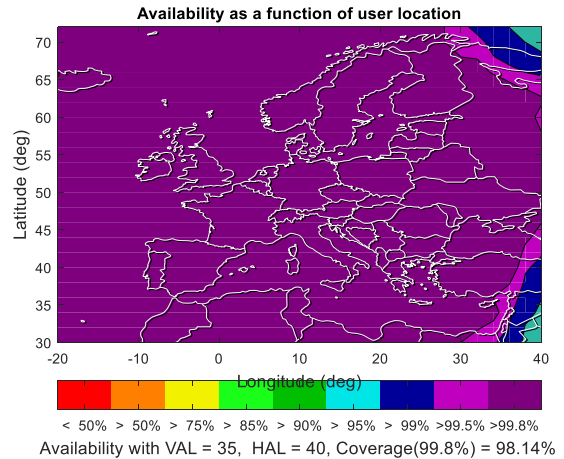 Availability as a function of user location
Latitude (deg)
70
65
60
55
50
45
40
35
30
-20 -10 0 10 20 30 40
Longitude (deg)
< 50% > 50% > 75% > 85% > 90% > 95% > 99% >99.5% >99.8%
Availability with VAL = 35, HAL = 40, Coverage(99.8%) = 98.14%